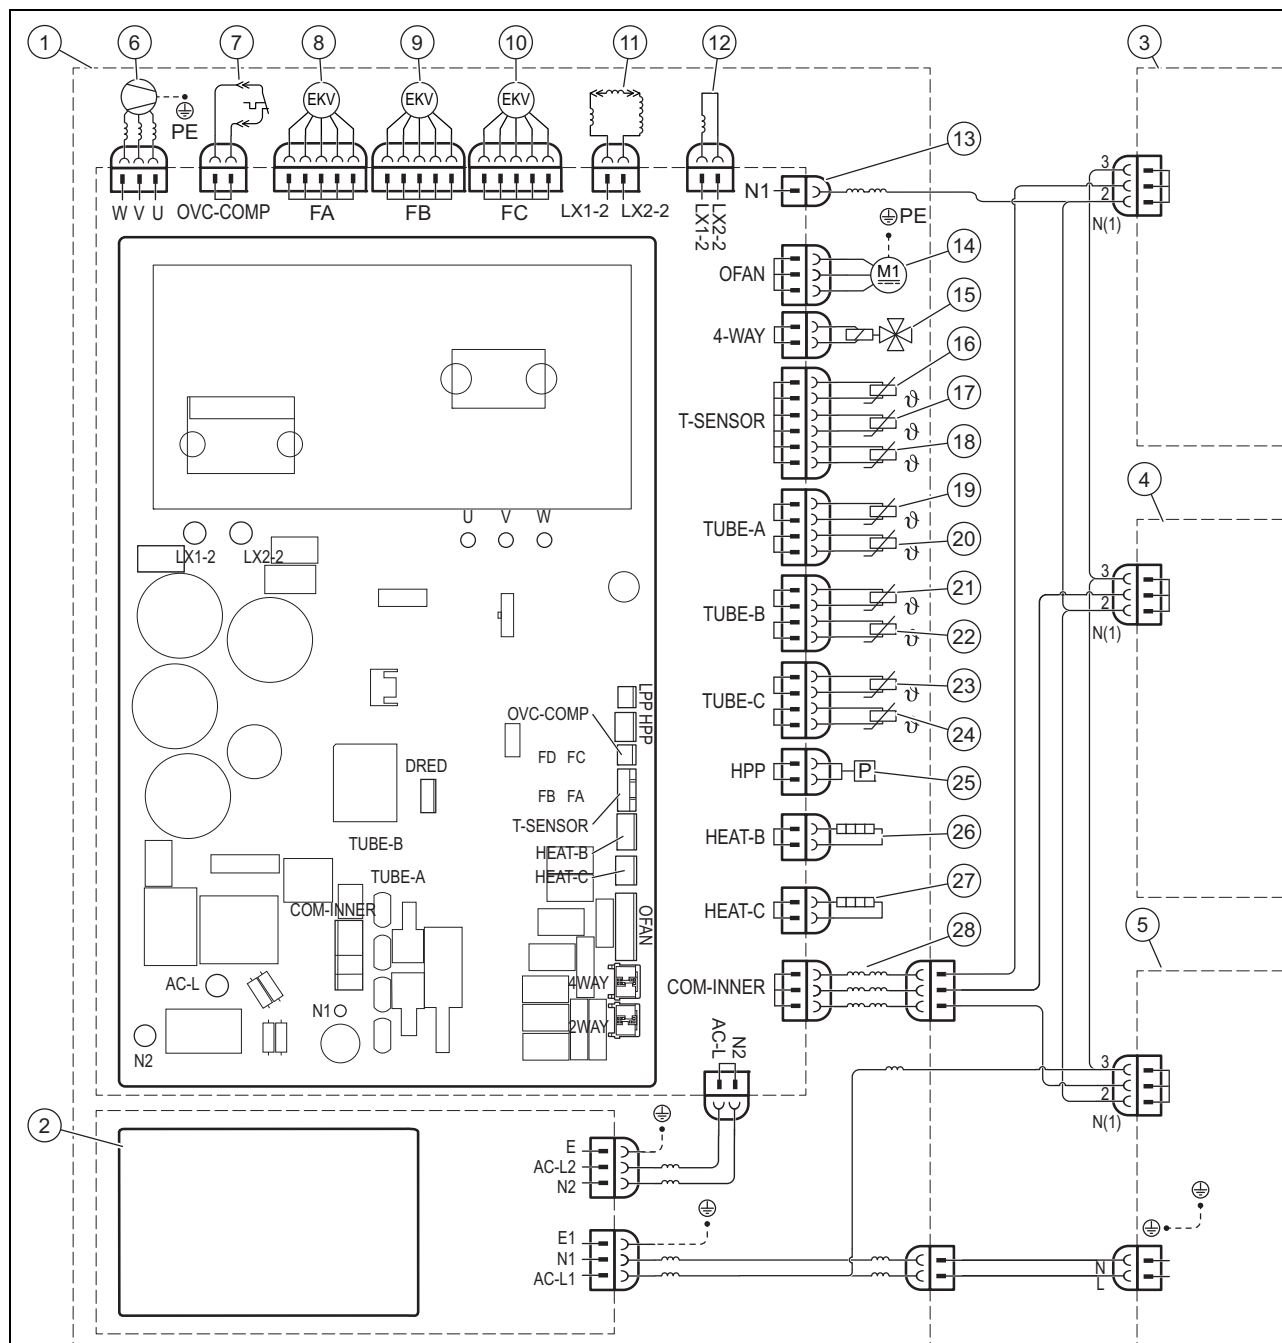 1 6 7 8 9 10 11 12 3
EKV EKV EKV
PE
W V U OVC-COMP FA FB FC LX1-2 LX2-2
LX1-2 LX2-2
N1 13
3
2
N(1)
PE
OFAN M1 14
4-WAY 15
T-SENSOR 16
ϑ
17
ϑ
18
ϑ
TUBE-A 19
ϑ
20
ϑ
TUBE-B 21
ϑ
22
ϑ
TUBE-C 23
ϑ
24
ϑ
HPP P 25
HEAT-B 26
HEAT-C 27
COM-INNER 28
4
3
2
N(1)
5
3
2
N(1)
U V W
LX1-2 LX2-2
LPP HPP
OVC-COMP
FD FC
DRED
FB FA
T-SENSOR
TUBE-B
HEAT-B
TUBE-A HEAT-C
COM-INNER
OFAN
AC-L
4WAY
N1
2WAY
N2
AC-L N2
2
E
AC-L2
N2
E1
N1
AC-L1
N
L